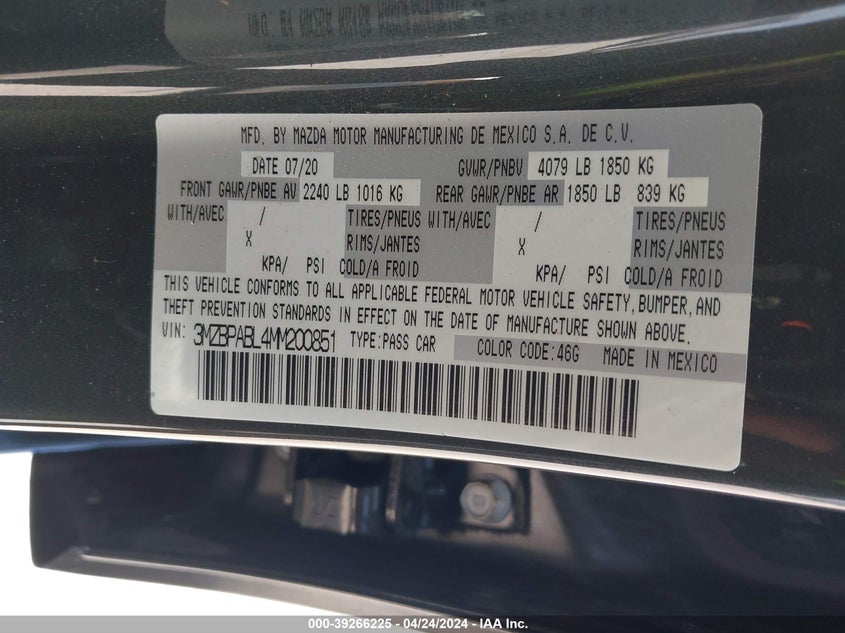 MFD. BY MAZDA MOTOR MANUFACTURING DE MEXICO S.A. DE C.V.
DATE 07/20 GVWR/PNBV 4079 LB 1850 KG
FRONT GAWR/PNBE AV 2240 LB 1016 KG REAR GAWR/PNBE AR 1850 LB 839 KG
WITH/AVEC / TIRES/PNEUS WITH/AVEC / TIRES/PNEUS
X RIMS/JANTES X RIMS/JANTES
KPA/ PSI COLD/A FROID KPA/ PSI COLD/A FROID
THIS VEHICLE CONFORMS TO ALL APPLICABLE FEDERAL MOTOR VEHICLE SAFETY, BUMPER, AND
THEFT PREVENTION STANDARDS IN EFFECT ON THE DATE OF MANUFACTURE SHOWN ABOVE.
VIN: 3MZBPABL4MM200851 TYPE:PASS CAR COLOR CODE:46G MADE IN MEXICO
000-39266225 - 04/24/2024 - IAAI.COM